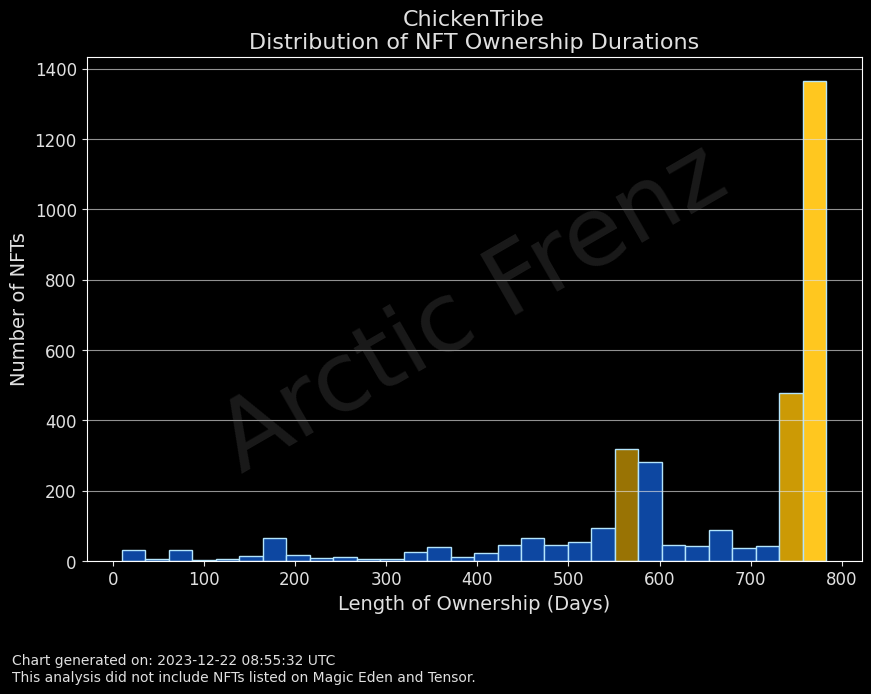 ChickenTribe
Distribution of NFT Ownership Durations
1400
1200
1000
800
600
400
200
0
Number of NFTs
Arctic Frenz
0 100 200 300 400 500 600 700 800
Length of Ownership (Days)
Chart generated on: 2023-12-22 08:55:32 UTC
This analysis did not include NFTs listed on Magic Eden and Tensor.